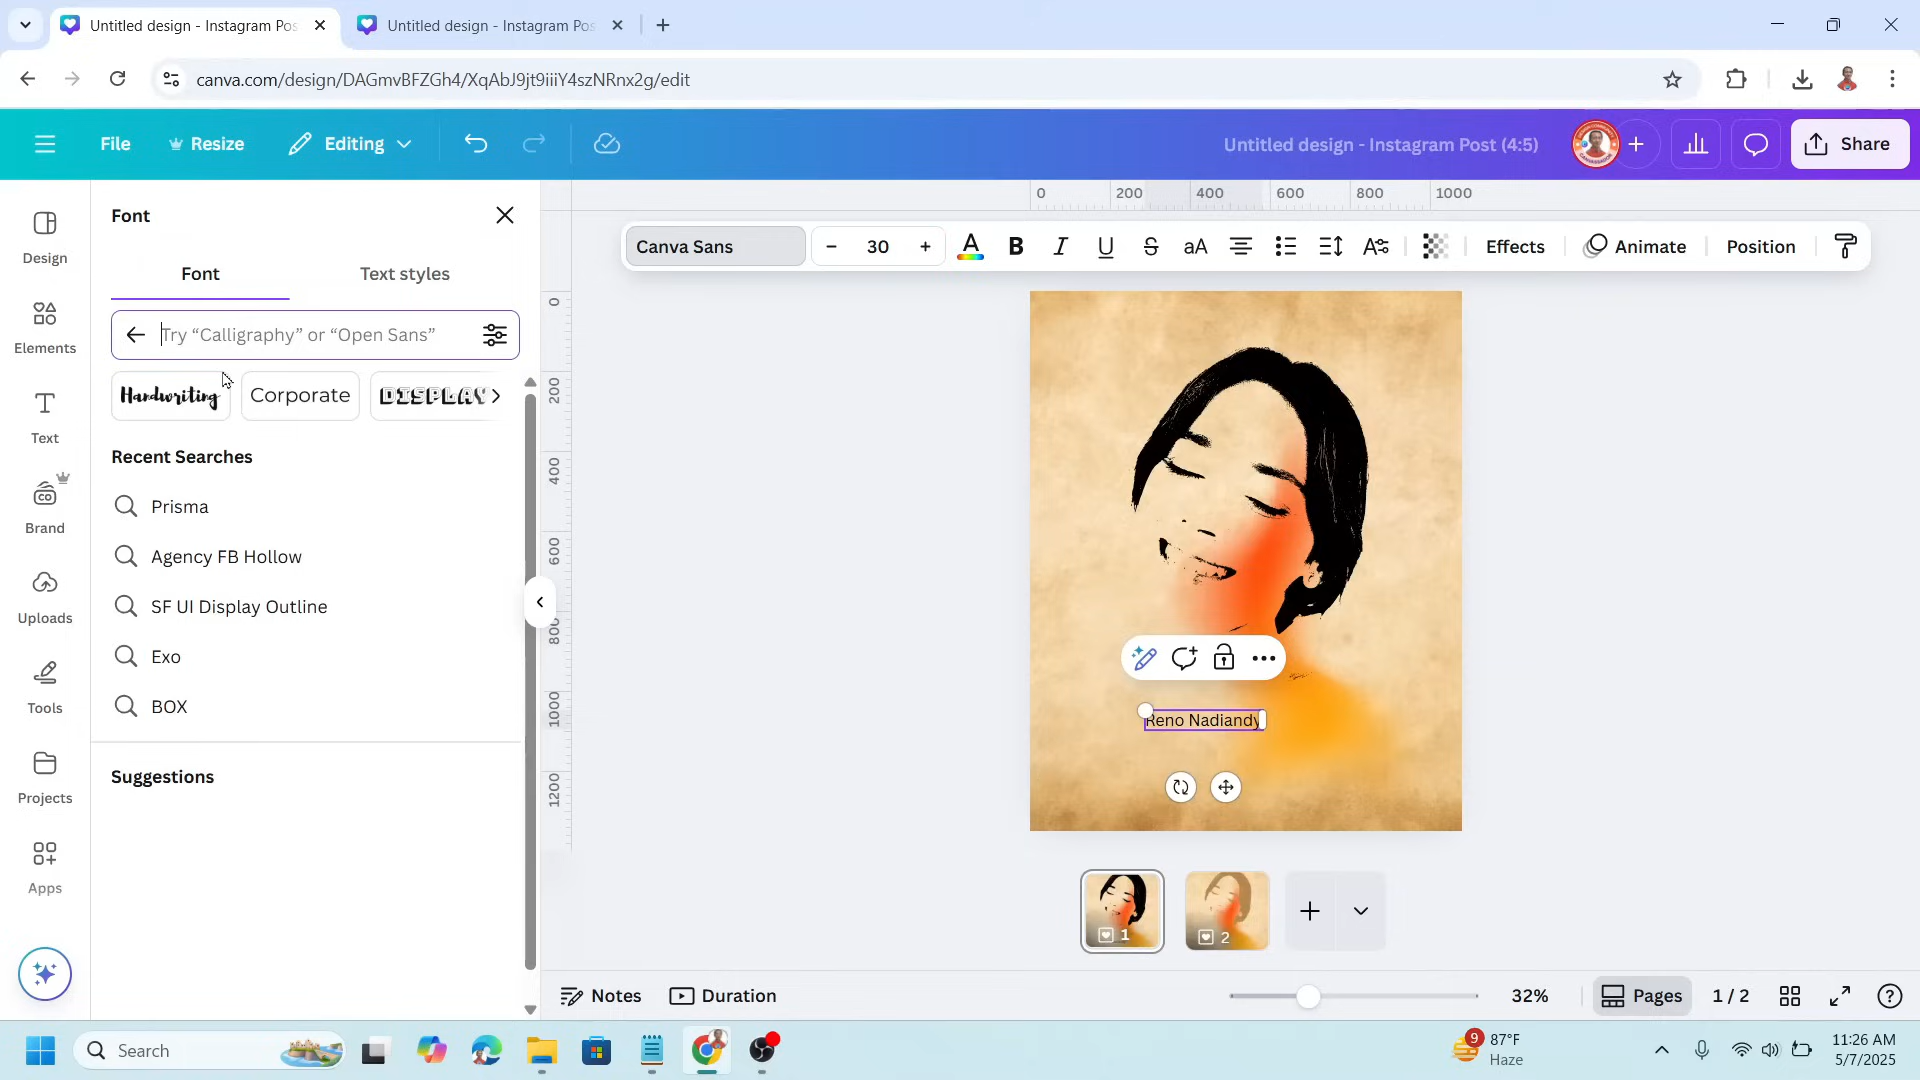 Untitled design - Instagram Pos
Untitled design - Instagram Pos
canva.com/design/DAGmvBFZGh4/XqAbJ9jt9iiiY4szNRnx2g/edit
File
Resize
Editing
Untitled design - Instagram Post (4:5)
Share
Design
Elements
Text
Brand
Uploads
Tools
Projects
Apps
Font
Font
Text styles
Try “Calligraphy” or “Open Sans”
Handwriting
Corporate
DISPLAY
Recent Searches
Prisma
Agency FB Hollow
SF UI Display Outline
Exo
BOX
Suggestions
0
200
400
600
800
1000
Canva Sans
- 30 +
A
B
I
U
S
aA
Effects
Animate
Position
0
200
400
600
800
1000
1200
Reno Nadiandy
1
2
Notes
Duration
32%
Pages
1 / 2
Search
9
87°F
Haze
11:26 AM
5/7/2025